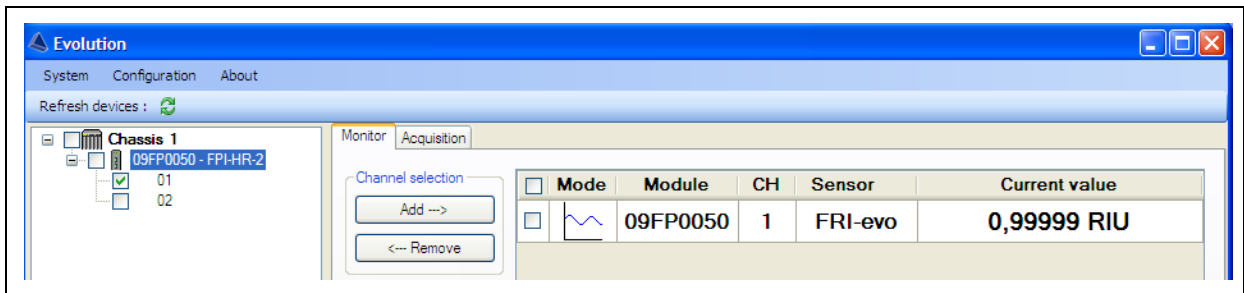 Evolution
System Configuration About
Refresh devices :
Chassis 1
09FP0050 - FPI-HR-2
01
02
Monitor Acquisition
Channel selection
Add --->
<--- Remove
Mode Module CH Sensor Current value
09FP0050 1 FRI-evo 0,99999 RIU